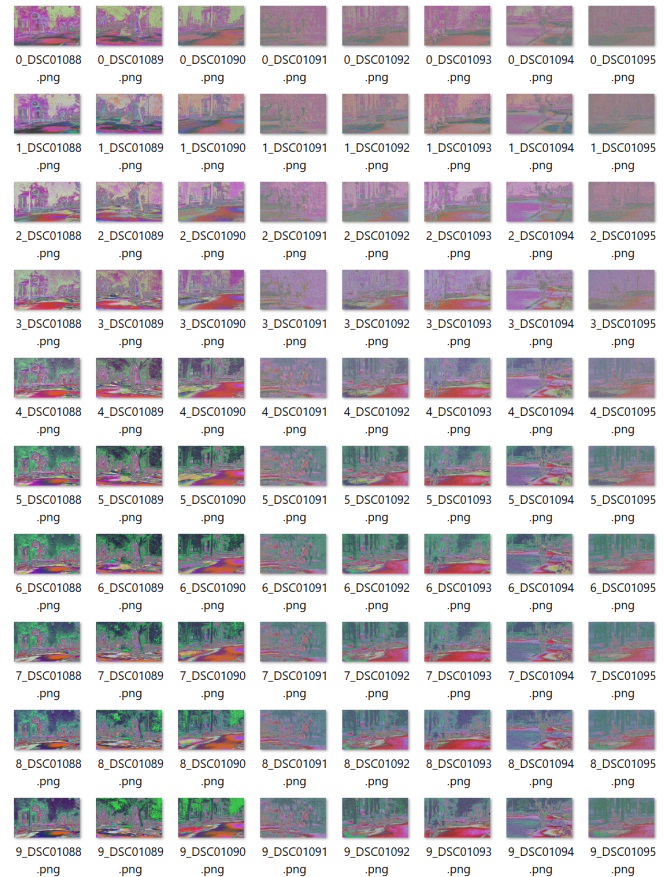 0_DSC01088 0_DSC01089 0_DSC01090 0_DSC01091 0_DSC01092 0_DSC01093 0_DSC01094 0_DSC01095
.png .png .png .png .png .png .png .png
1_DSC01088 1_DSC01089 1_DSC01090 1_DSC01091 1_DSC01092 1_DSC01093 1_DSC01094 1_DSC01095
.png .png .png .png .png .png .png .png
2_DSC01088 2_DSC01089 2_DSC01090 2_DSC01091 2_DSC01092 2_DSC01093 2_DSC01094 2_DSC01095
.png .png .png .png .png .png .png .png
3_DSC01088 3_DSC01089 3_DSC01090 3_DSC01091 3_DSC01092 3_DSC01093 3_DSC01094 3_DSC01095
.png .png .png .png .png .png .png .png
4_DSC01088 4_DSC01089 4_DSC01090 4_DSC01091 4_DSC01092 4_DSC01093 4_DSC01094 4_DSC01095
.png .png .png .png .png .png .png .png
5_DSC01088 5_DSC01089 5_DSC01090 5_DSC01091 5_DSC01092 5_DSC01093 5_DSC01094 5_DSC01095
.png .png .png .png .png .png .png .png
6_DSC01088 6_DSC01089 6_DSC01090 6_DSC01091 6_DSC01092 6_DSC01093 6_DSC01094 6_DSC01095
.png .png .png .png .png .png .png .png
7_DSC01088 7_DSC01089 7_DSC01090 7_DSC01091 7_DSC01092 7_DSC01093 7_DSC01094 7_DSC01095
.png .png .png .png .png .png .png .png
8_DSC01088 8_DSC01089 8_DSC01090 8_DSC01091 8_DSC01092 8_DSC01093 8_DSC01094 8_DSC01095
.png .png .png .png .png .png .png .png
9_DSC01088 9_DSC01089 9_DSC01090 9_DSC01091 9_DSC01092 9_DSC01093 9_DSC01094 9_DSC01095
.png .png .png .png .png .png .png .png